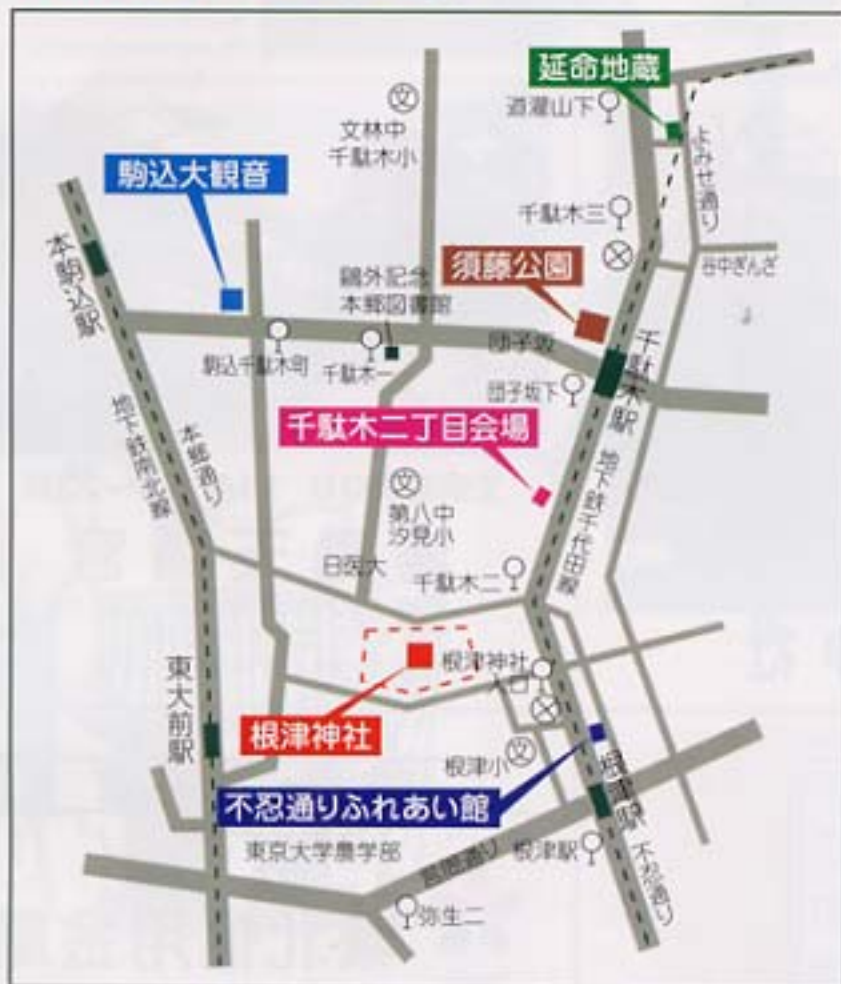 延命地蔵
道灌山下
文
文林中
千駄木小
よみせ通り
駒込大観音
千駄木三
本駒込駅
須藤公園
谷中ぎんざ
鷗外記念
本郷図書館
団子坂
千駄木駅
駒込千駄木町
千駄木一
団子坂下
千駄木二丁目会場
地下鉄南北線
本郷通り
地下鉄千代田線
文
第八中
汐見小
日医大
千駄木二
根津神社
入口
東大前駅
根津神社
文
根津小
不忍通りふれあい館
根津駅
東京大学農学部
言問通り
根津駅
不忍通り
弥生二